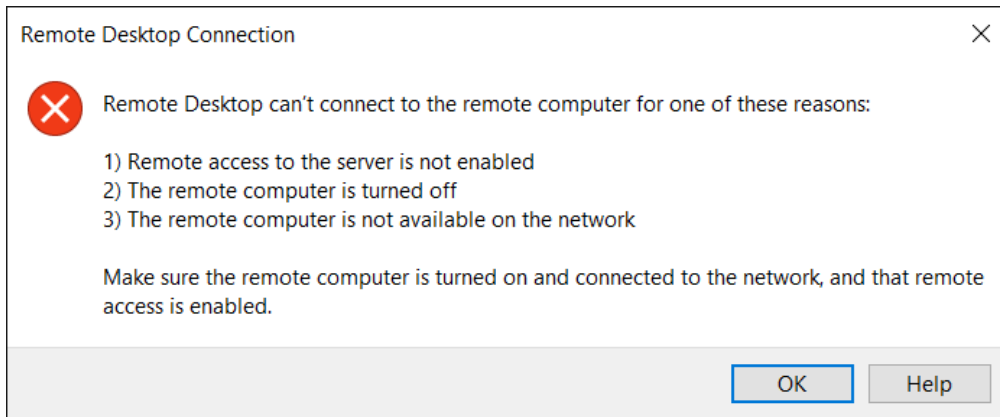 Remote Desktop Connection
Remote Desktop can't connect to the remote computer for one of these reasons:
1) Remote access to the server is not enabled
2) The remote computer is turned off
3) The remote computer is not available on the network
Make sure the remote computer is turned on and connected to the network, and that remote
access is enabled.
OK
Help